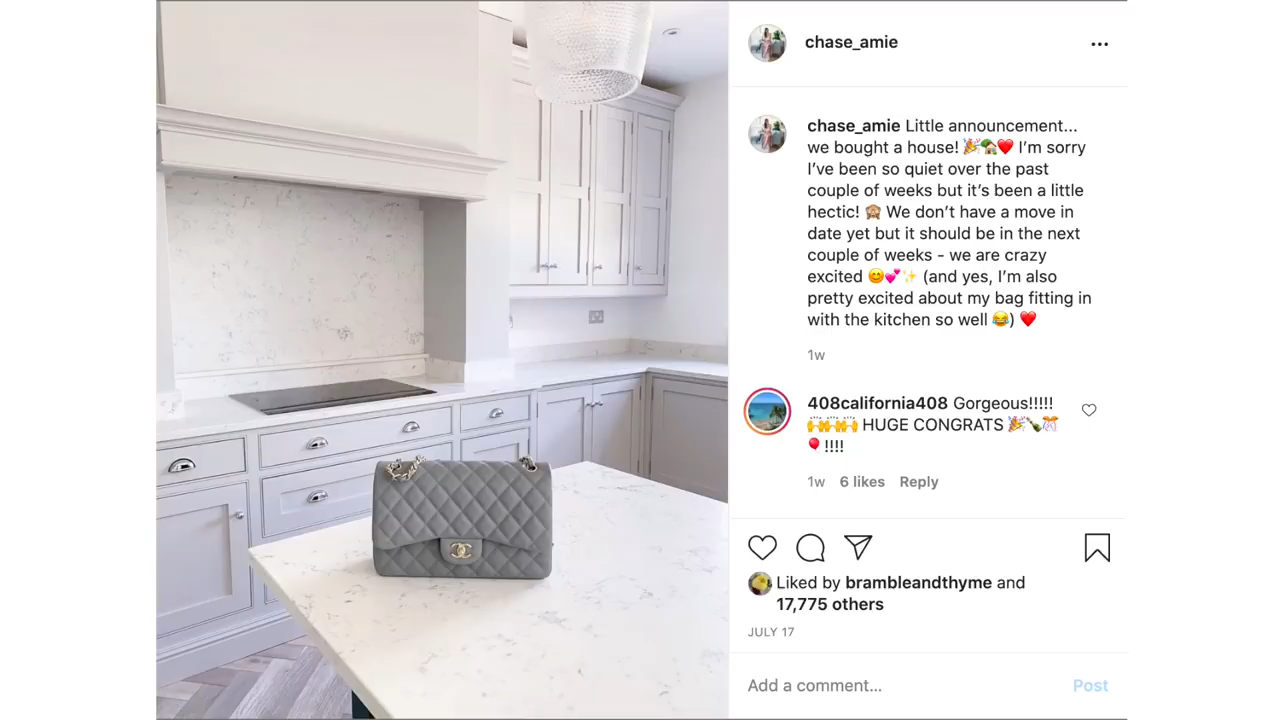 chase_amie
chase_amie Little announcement...
we bought a house! 🎉🏡❤️ I’m sorry
I’ve been so quiet over the past
couple of weeks but it’s been a little
hectic! 🙈 We don’t have a move in
date yet but it should be in the next
couple of weeks - we are crazy
excited 😊💕✨ (and yes, I’m also
pretty excited about my bag fitting in
with the kitchen so well 😂) ❤️
1w
408california408 Gorgeous!!!!!
🙌🙌🙌 HUGE CONGRATS 🎉🍾🎊
🎈!!!!
1w 6 likes Reply
Liked by brambleandthyme and
17,775 others
JULY 17
Add a comment... Post